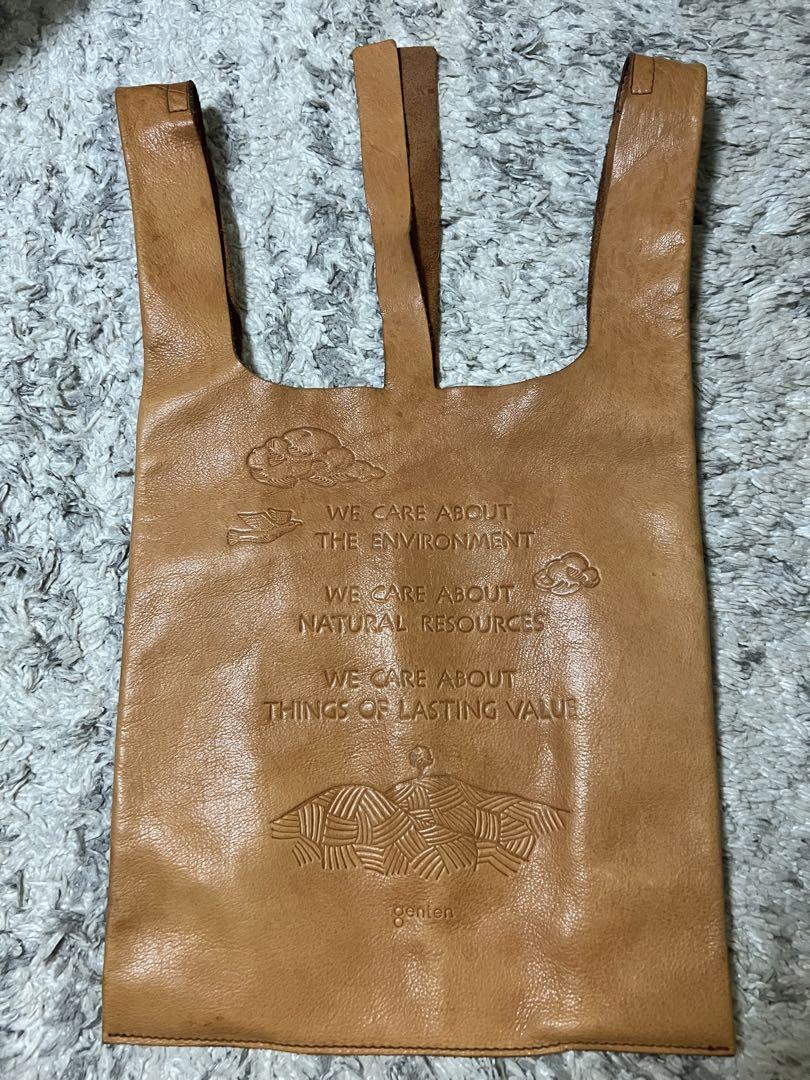 WE CARE ABOUT
THE ENVIRONMENT
WE CARE ABOUT
NATURAL RESOURCES
WE CARE ABOUT
THINGS OF LASTING VALUE
genten